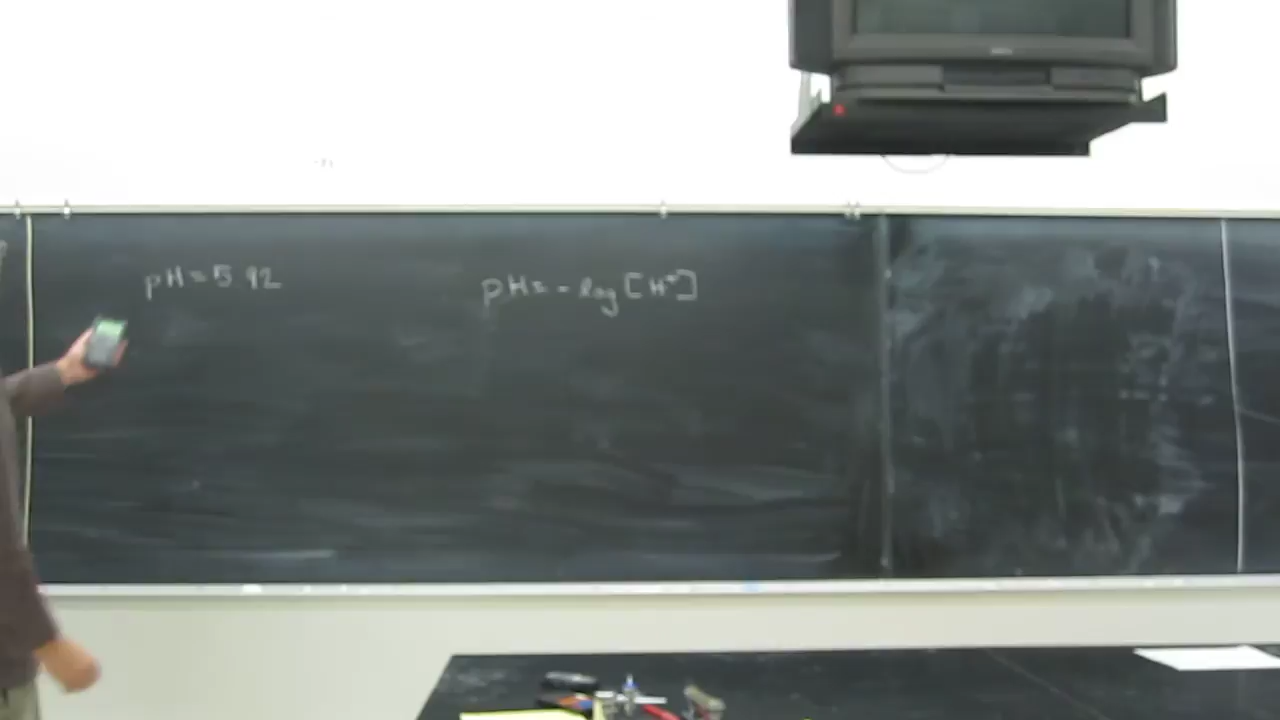 pH = 5.92
pH = - log [H⁺]